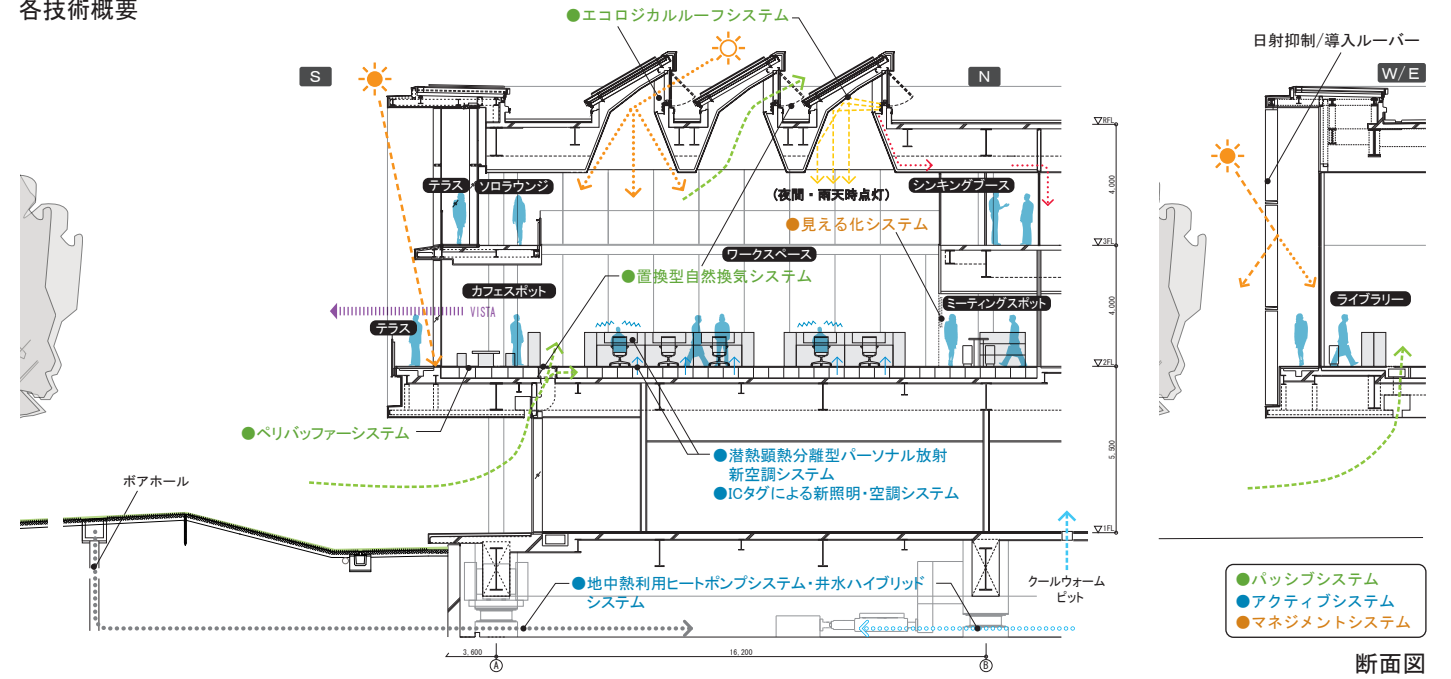 各技術概要
●エコロジカルルーフシステム
日射抑制/導入ルーバー
S
N
W/E
▽RFL
テラス
ソロラウンジ
(夜間・雨天時点灯)
シンキングブース
4,000
●見える化システム
▽3FL
ワークスペース
●置換型自然換気システム
カフェスポット
ミーティングスポット
ライブラリー
VISTA
テラス
4,000
▽2FL
●ペリバッファーシステム
●潜熱顕熱分離型パーソナル放射
新空調システム
●ICタグによる新照明・空調システム
5,500
ボアホール
▽1FL
●地中熱利用ヒートポンプシステム・井水ハイブリッド
システム
クールウォーム
ピット
●パッシブシステム
●アクティブシステム
●マネジメントシステム
3,600
16,200
A
B
断面図